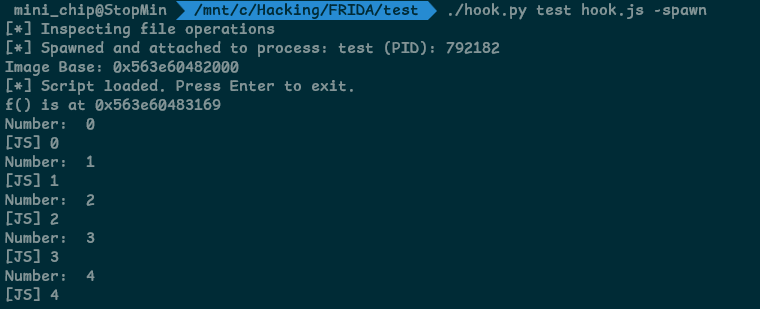 mini_chip@StopMin /mnt/c/Hacking/FRIDA/test ./hook.py test hook.js -spawn
[*] Inspecting file operations
[*] Spawned and attached to process: test (PID): 792182
Image Base: 0x563e60482000
[*] Script loaded. Press Enter to exit.
f() is at 0x563e60483169
Number:  0
[JS] 0
Number:  1
[JS] 1
Number:  2
[JS] 2
Number:  3
[JS] 3
Number:  4
[JS] 4